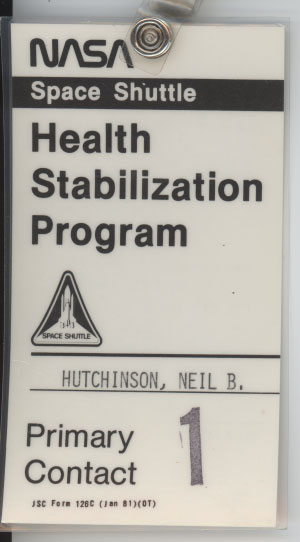 NASA
Space Shuttle
Health
Stabilization
Program
SPACE SHUTTLE
HUTCHINSON, NEIL B.
Primary
Contact
1
JSC Form 128C (Jan 81)(OT)